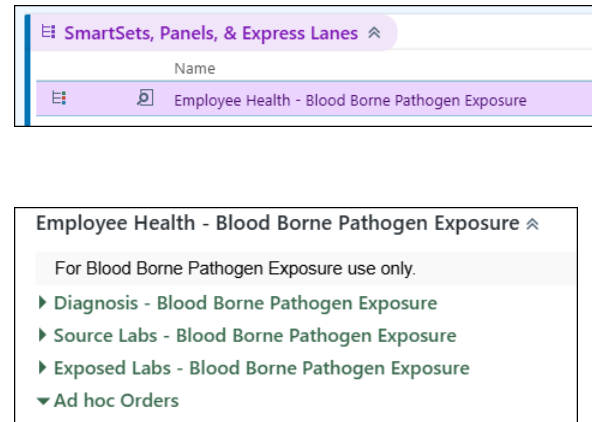 SmartSets, Panels, & Express Lanes
Name
Employee Health - Blood Borne Pathogen Exposure
Employee Health - Blood Borne Pathogen Exposure
For Blood Borne Pathogen Exposure use only.
Diagnosis - Blood Borne Pathogen Exposure
Source Labs - Blood Borne Pathogen Exposure
Exposed Labs - Blood Borne Pathogen Exposure
Ad hoc Orders